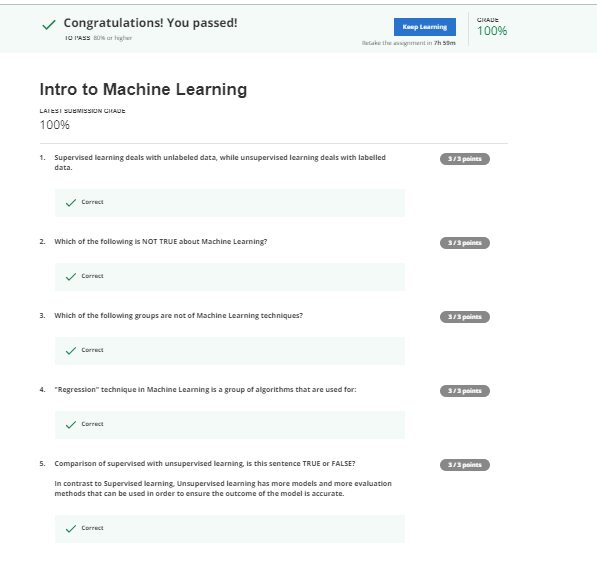 Congratulations! You passed!
TO PASS 80% or higher
Keep Learning
Retake the assignment in 7h 59m
GRADE
100%
Intro to Machine Learning
LATEST SUBMISSION GRADE
100%
1. Supervised learning deals with unlabeled data, while unsupervised learning deals with labelled
data.
3 / 3 points
Correct
2. Which of the following is NOT TRUE about Machine Learning?
3 / 3 points
Correct
3. Which of the following groups are not of Machine Learning techniques?
3 / 3 points
Correct
4. "Regression" technique in Machine Learning is a group of algorithms that are used for:
3 / 3 points
Correct
5. Comparison of supervised with unsupervised learning, is this sentence TRUE or FALSE?
3 / 3 points
In contrast to Supervised learning, Unsupervised learning has more models and more evaluation
methods that can be used in order to ensure the outcome of the model is accurate.
Correct